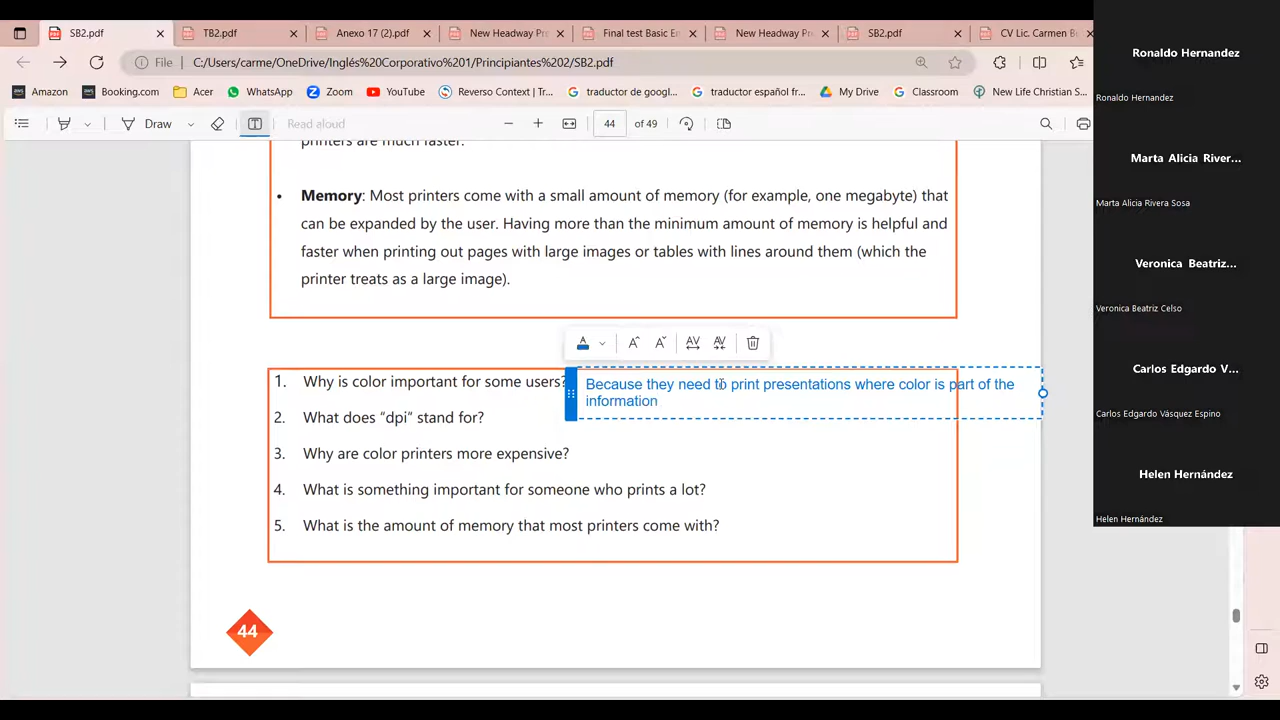 SB2.pdf
TB2.pdf
Anexo 17 (2).pdf
New Headway Pr
Final test Basic E
New Headway Pr
SB2.pdf
CV Lic. Carmen B
File
C:/Users/carme/OneDrive/Inglés%20Corporativo%201/Principiantes%202/SB2.pdf
Amazon
Booking.com
Acer
WhatsApp
Zoom
YouTube
Reverso Context | Tr...
traductor de googl...
traductor español fr...
My Drive
Classroom
New Life Christian S...
Draw
Read aloud
44 of 49
printers are much faster.
• Memory: Most printers come with a small amount of memory (for example, one megabyte) that
can be expanded by the user. Having more than the minimum amount of memory is helpful and
faster when printing out pages with large images or tables with lines around them (which the
printer treats as a large image).
1. Why is color important for some users?
Because they need to print presentations where color is part of the
information
2. What does “dpi” stand for?
3. Why are color printers more expensive?
4. What is something important for someone who prints a lot?
5. What is the amount of memory that most printers come with?
44
Ronaldo Hernandez
Ronaldo Hernandez
Marta Alicia River...
Marta Alicia Rivera Sosa
Veronica Beatriz...
Veronica Beatriz Celso
Carlos Edgardo V...
Carlos Edgardo Vásquez Espino
Helen Hernández
Helen Hernández